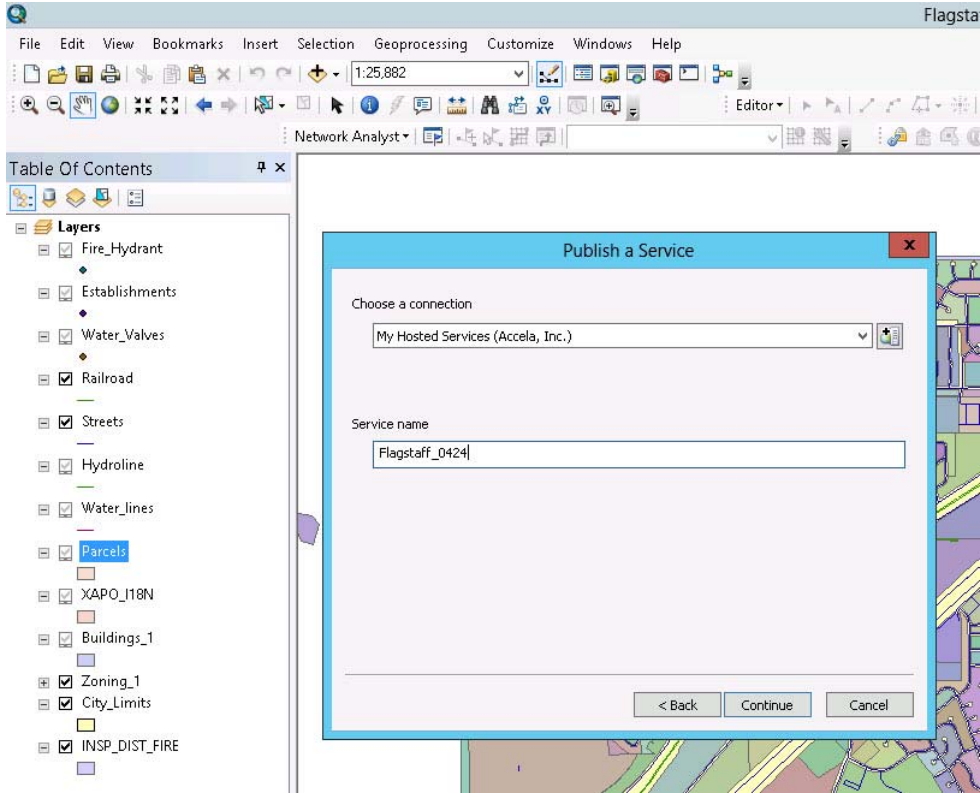 Flagsta
File Edit View Bookmarks Insert Selection Geoprocessing Customize Windows Help
1:25,882
Editor
Network Analyst
Table Of Contents
Layers
Fire_Hydrant
Establishments
Water_Valves
Railroad
Streets
Hydroline
Water_lines
Parcels
XAPO_I18N
Buildings_1
Zoning_1
City_Limits
INSP_DIST_FIRE
Publish a Service
Choose a connection
My Hosted Services (Accela, Inc.)
Service name
Flagstaff_0424
< Back Continue Cancel